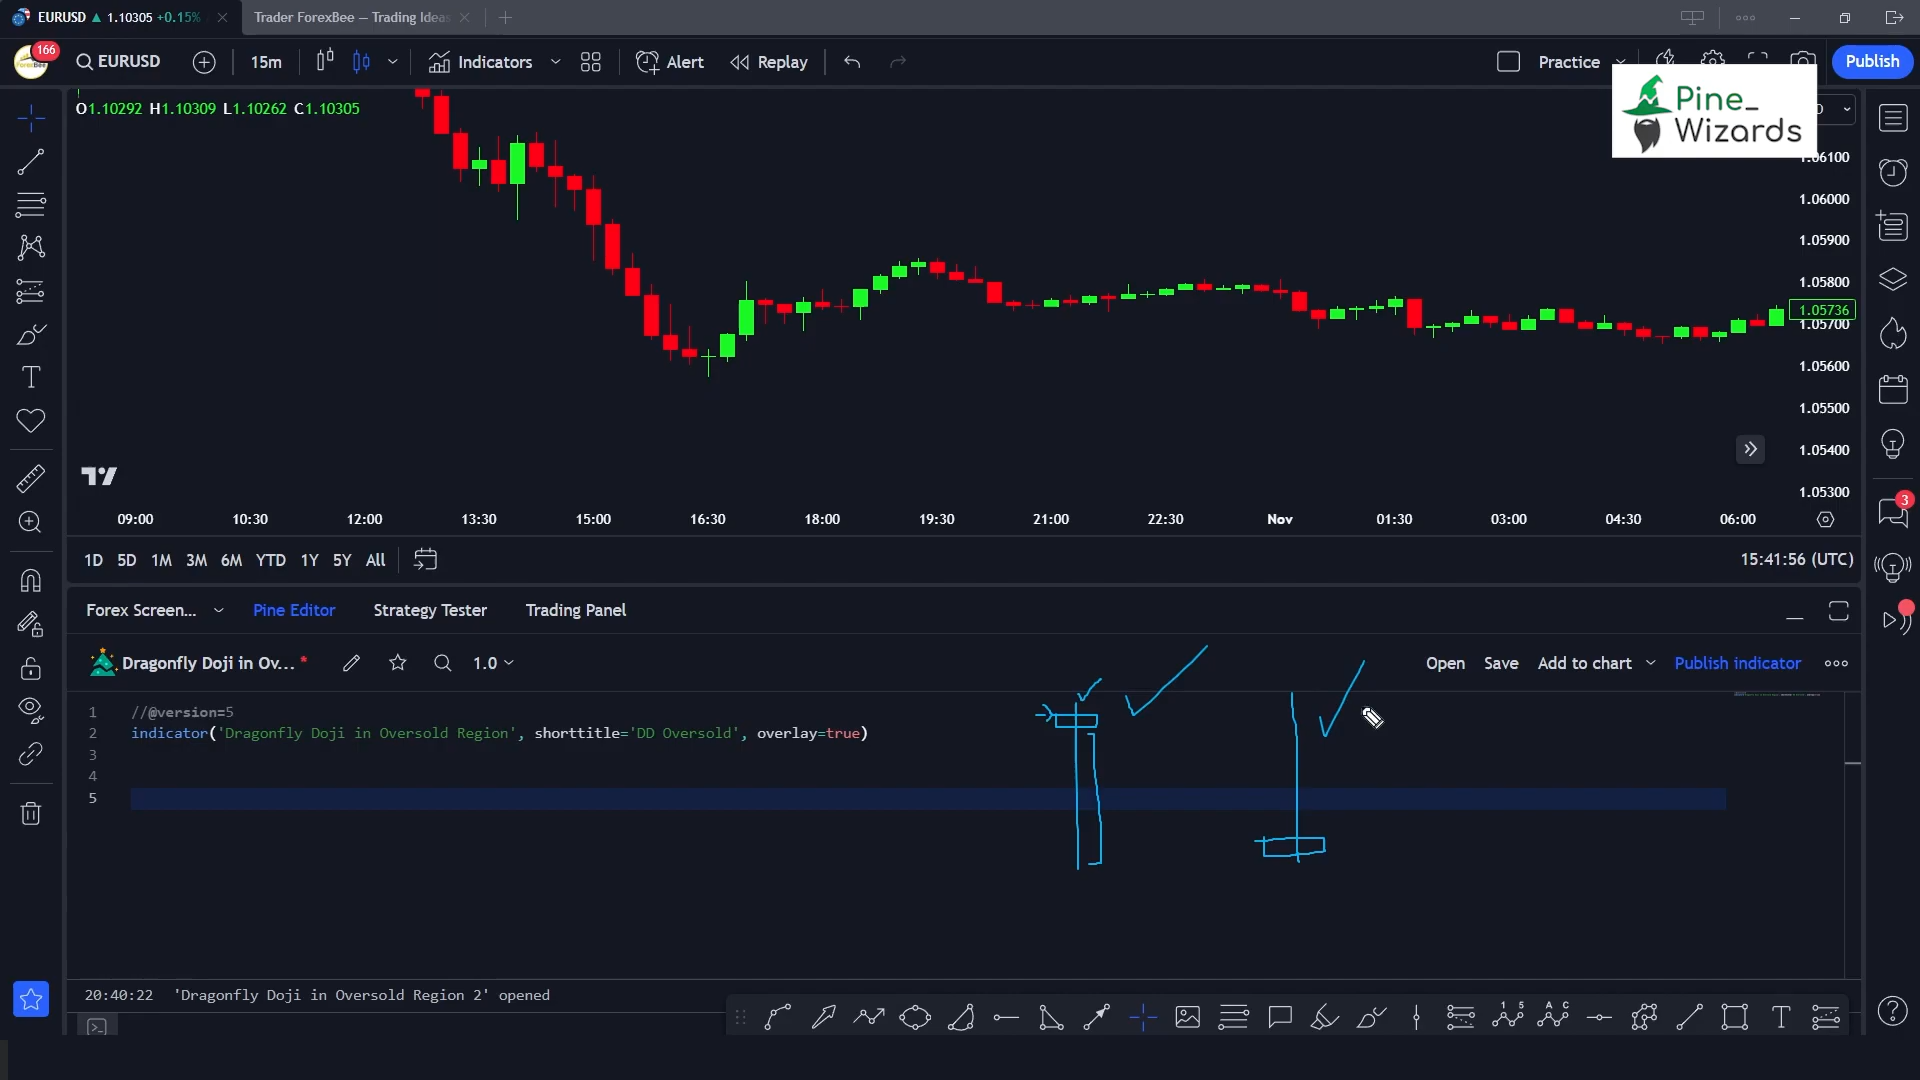 EURUSD ▲ 1.10305 +0.15%
Trader ForexBee — Trading Ideas
166
EURUSD
15m
Indicators
Alert
Replay
Practice
Publish
O1.10292 H1.10309 L1.10262 C1.10305
Pine_
Wizards
1.06100
1.06000
1.05900
1.05800
1.05736
1.05700
1.05600
1.05500
1.05400
1.05300
3
09:00 10:30 12:00 13:30 15:00 16:30 18:00 19:30 21:00 22:30 Nov 01:30 03:00 04:30 06:00
1D 5D 1M 3M 6M YTD 1Y 5Y All
15:41:56 (UTC)
Forex Screen...
Pine Editor
Strategy Tester
Trading Panel
Dragonfly Doji in Ov... *
1.0
Open
Save
Add to chart
Publish indicator
1 //@version=5
2 indicator('Dragonfly Doji in Oversold Region', shorttitle='DD Oversold', overlay=true)
3
4
5
20:40:22 'Dragonfly Doji in Oversold Region 2' opened